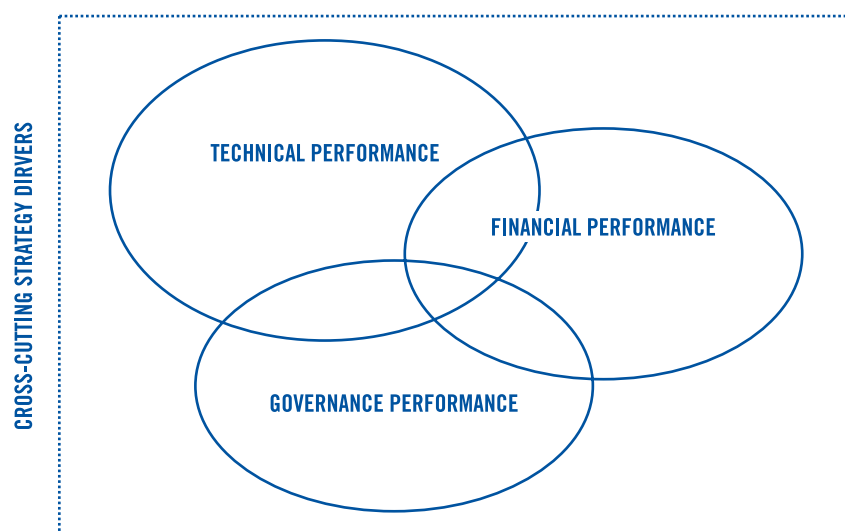 CROSS-CUTTING STRATEGY DIRVERS
TECHNICAL PERFORMANCE
FINANCIAL PERFORMANCE
GOVERNANCE PERFORMANCE